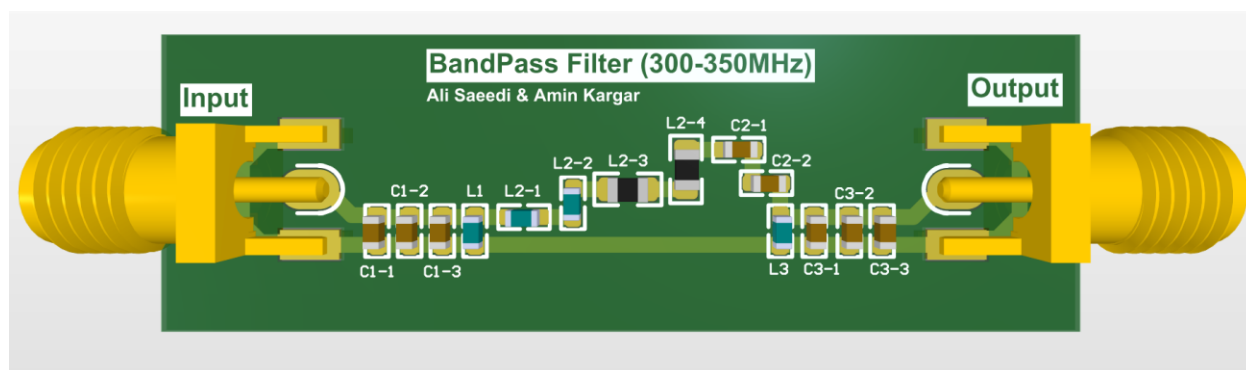 BandPass Filter (300-350MHz)
Ali Saeedi & Amin Kargar
Input
Output
L2-4
C2-1
L2-2
L2-3
C2-2
C1-2
L1
L2-1
C3-2
C1-1
C1-3
L3
C3-1
C3-3